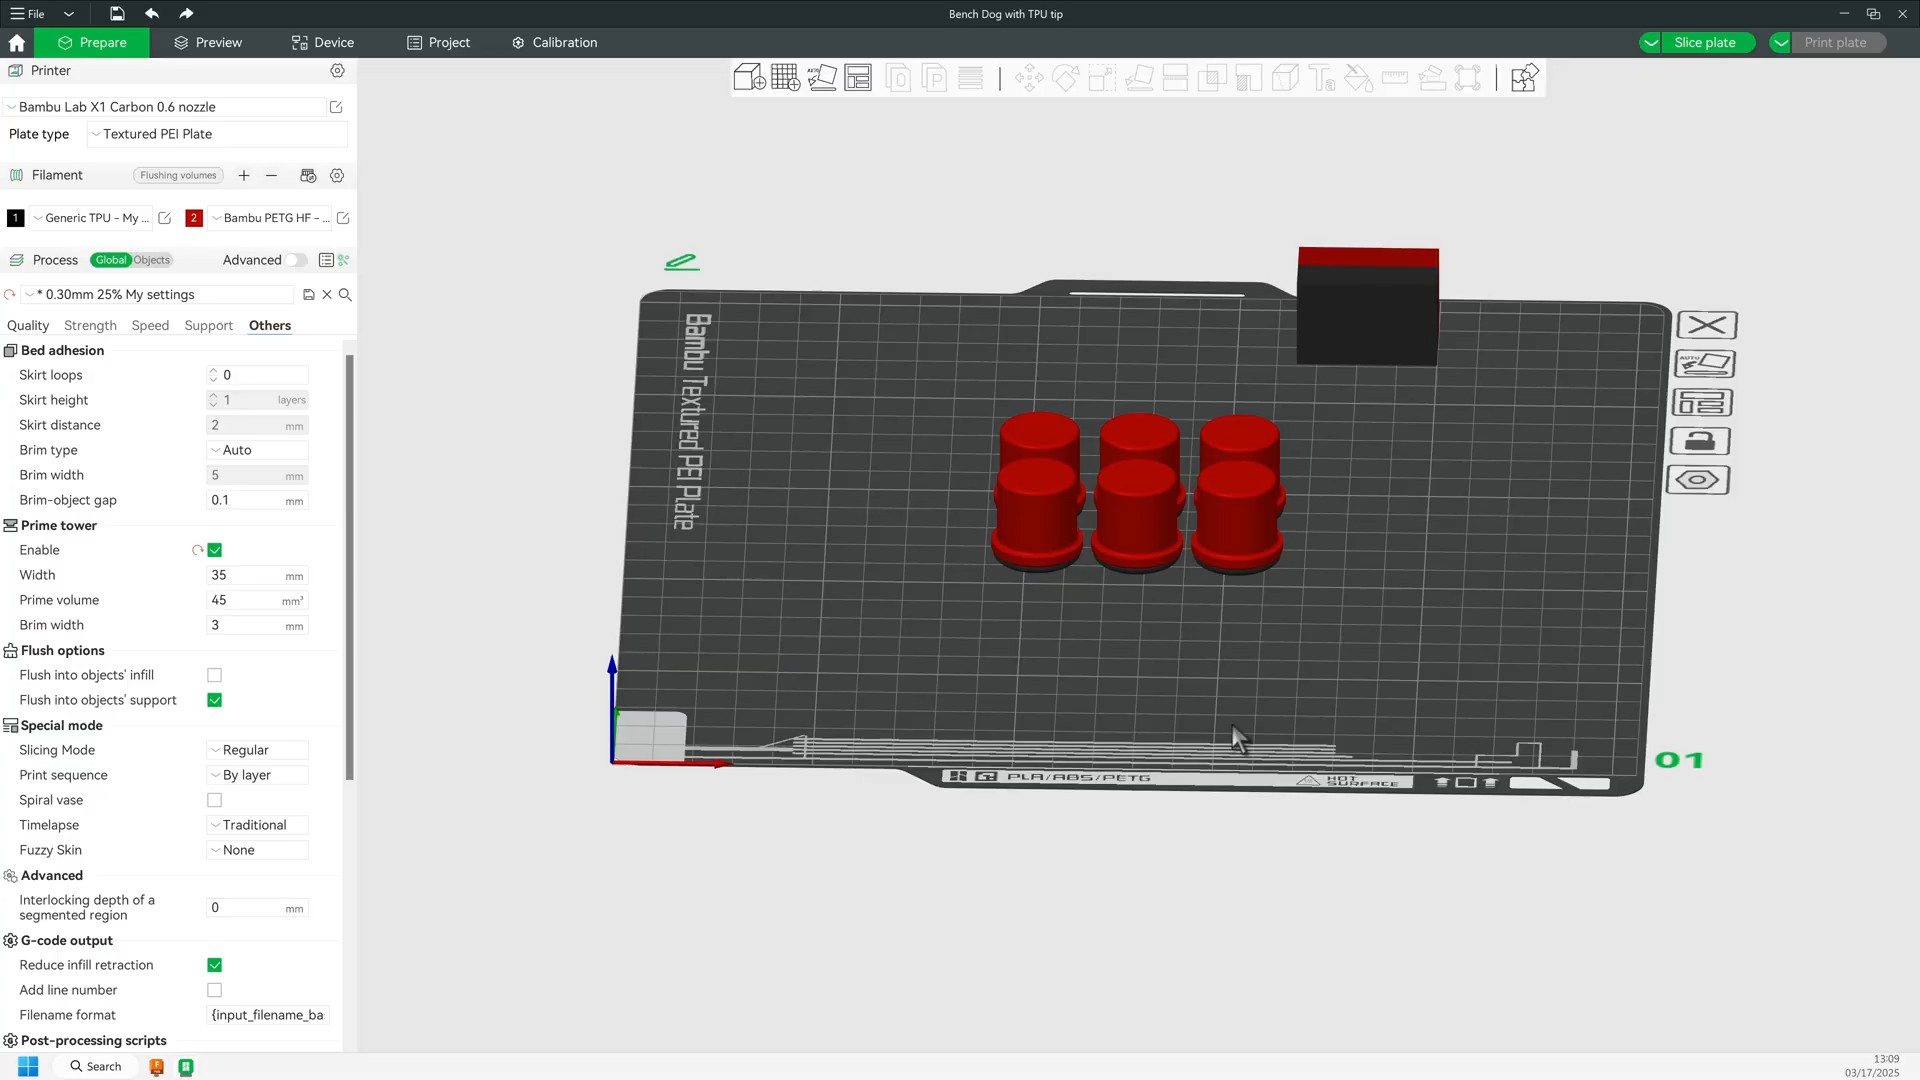 File
Bench Dog with TPU tip
Prepare
Preview
Device
Project
Calibration
Slice plate
Print plate
Printer
Bambu Lab X1 Carbon 0.6 nozzle
Plate type
Textured PEI Plate
Filament
Flushing volumes
1
Generic TPU - My ...
2
Bambu PETG HF - ...
Process
Global
Objects
Advanced
* 0.30mm 25% My settings
Quality
Strength
Speed
Support
Others
Bed adhesion
Skirt loops
0
Skirt height
1
layers
Skirt distance
2
mm
Brim type
Auto
Brim width
5
mm
Brim-object gap
0.1
mm
Prime tower
Enable
Width
35
mm
Prime volume
45
mm³
Brim width
3
mm
Flush options
Flush into objects' infill
Flush into objects' support
Special mode
Slicing Mode
Regular
Print sequence
By layer
Spiral vase
Timelapse
Traditional
Fuzzy Skin
None
Advanced
Interlocking depth of a
segmented region
0
mm
G-code output
Reduce infill retraction
Add line number
Filename format
{input_filename_ba
Post-processing scripts
AUTO
Bambu Textured PEI Plate
AUTO
PLA/ABS/PETG
HOT
SURFACE
01
Search
13:09
03/17/2025